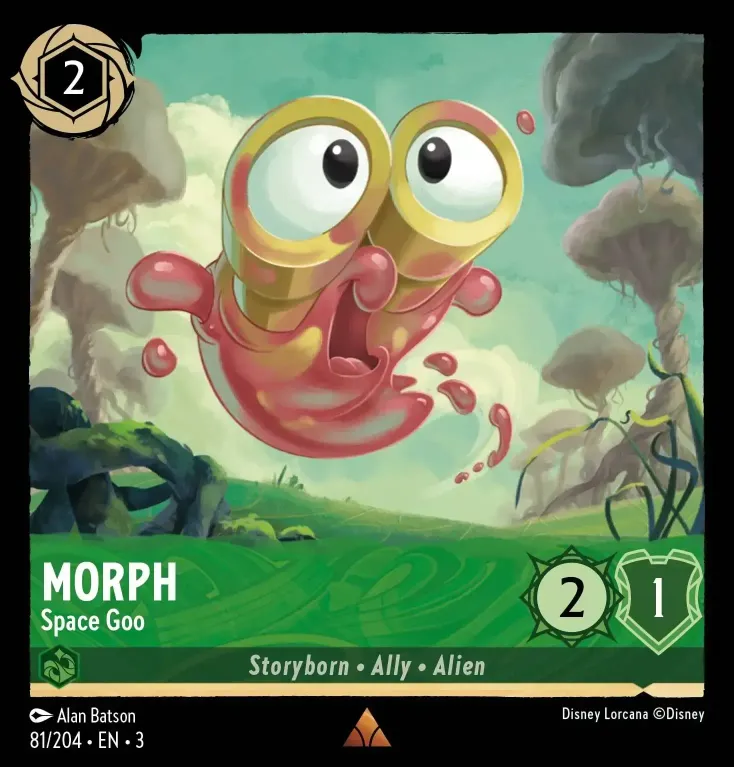 2
MORPH
Space Goo
2
1
Storyborn • Ally • Alien
Alan Batson
81/204 • EN • 3
Disney Lorcana ©Disney